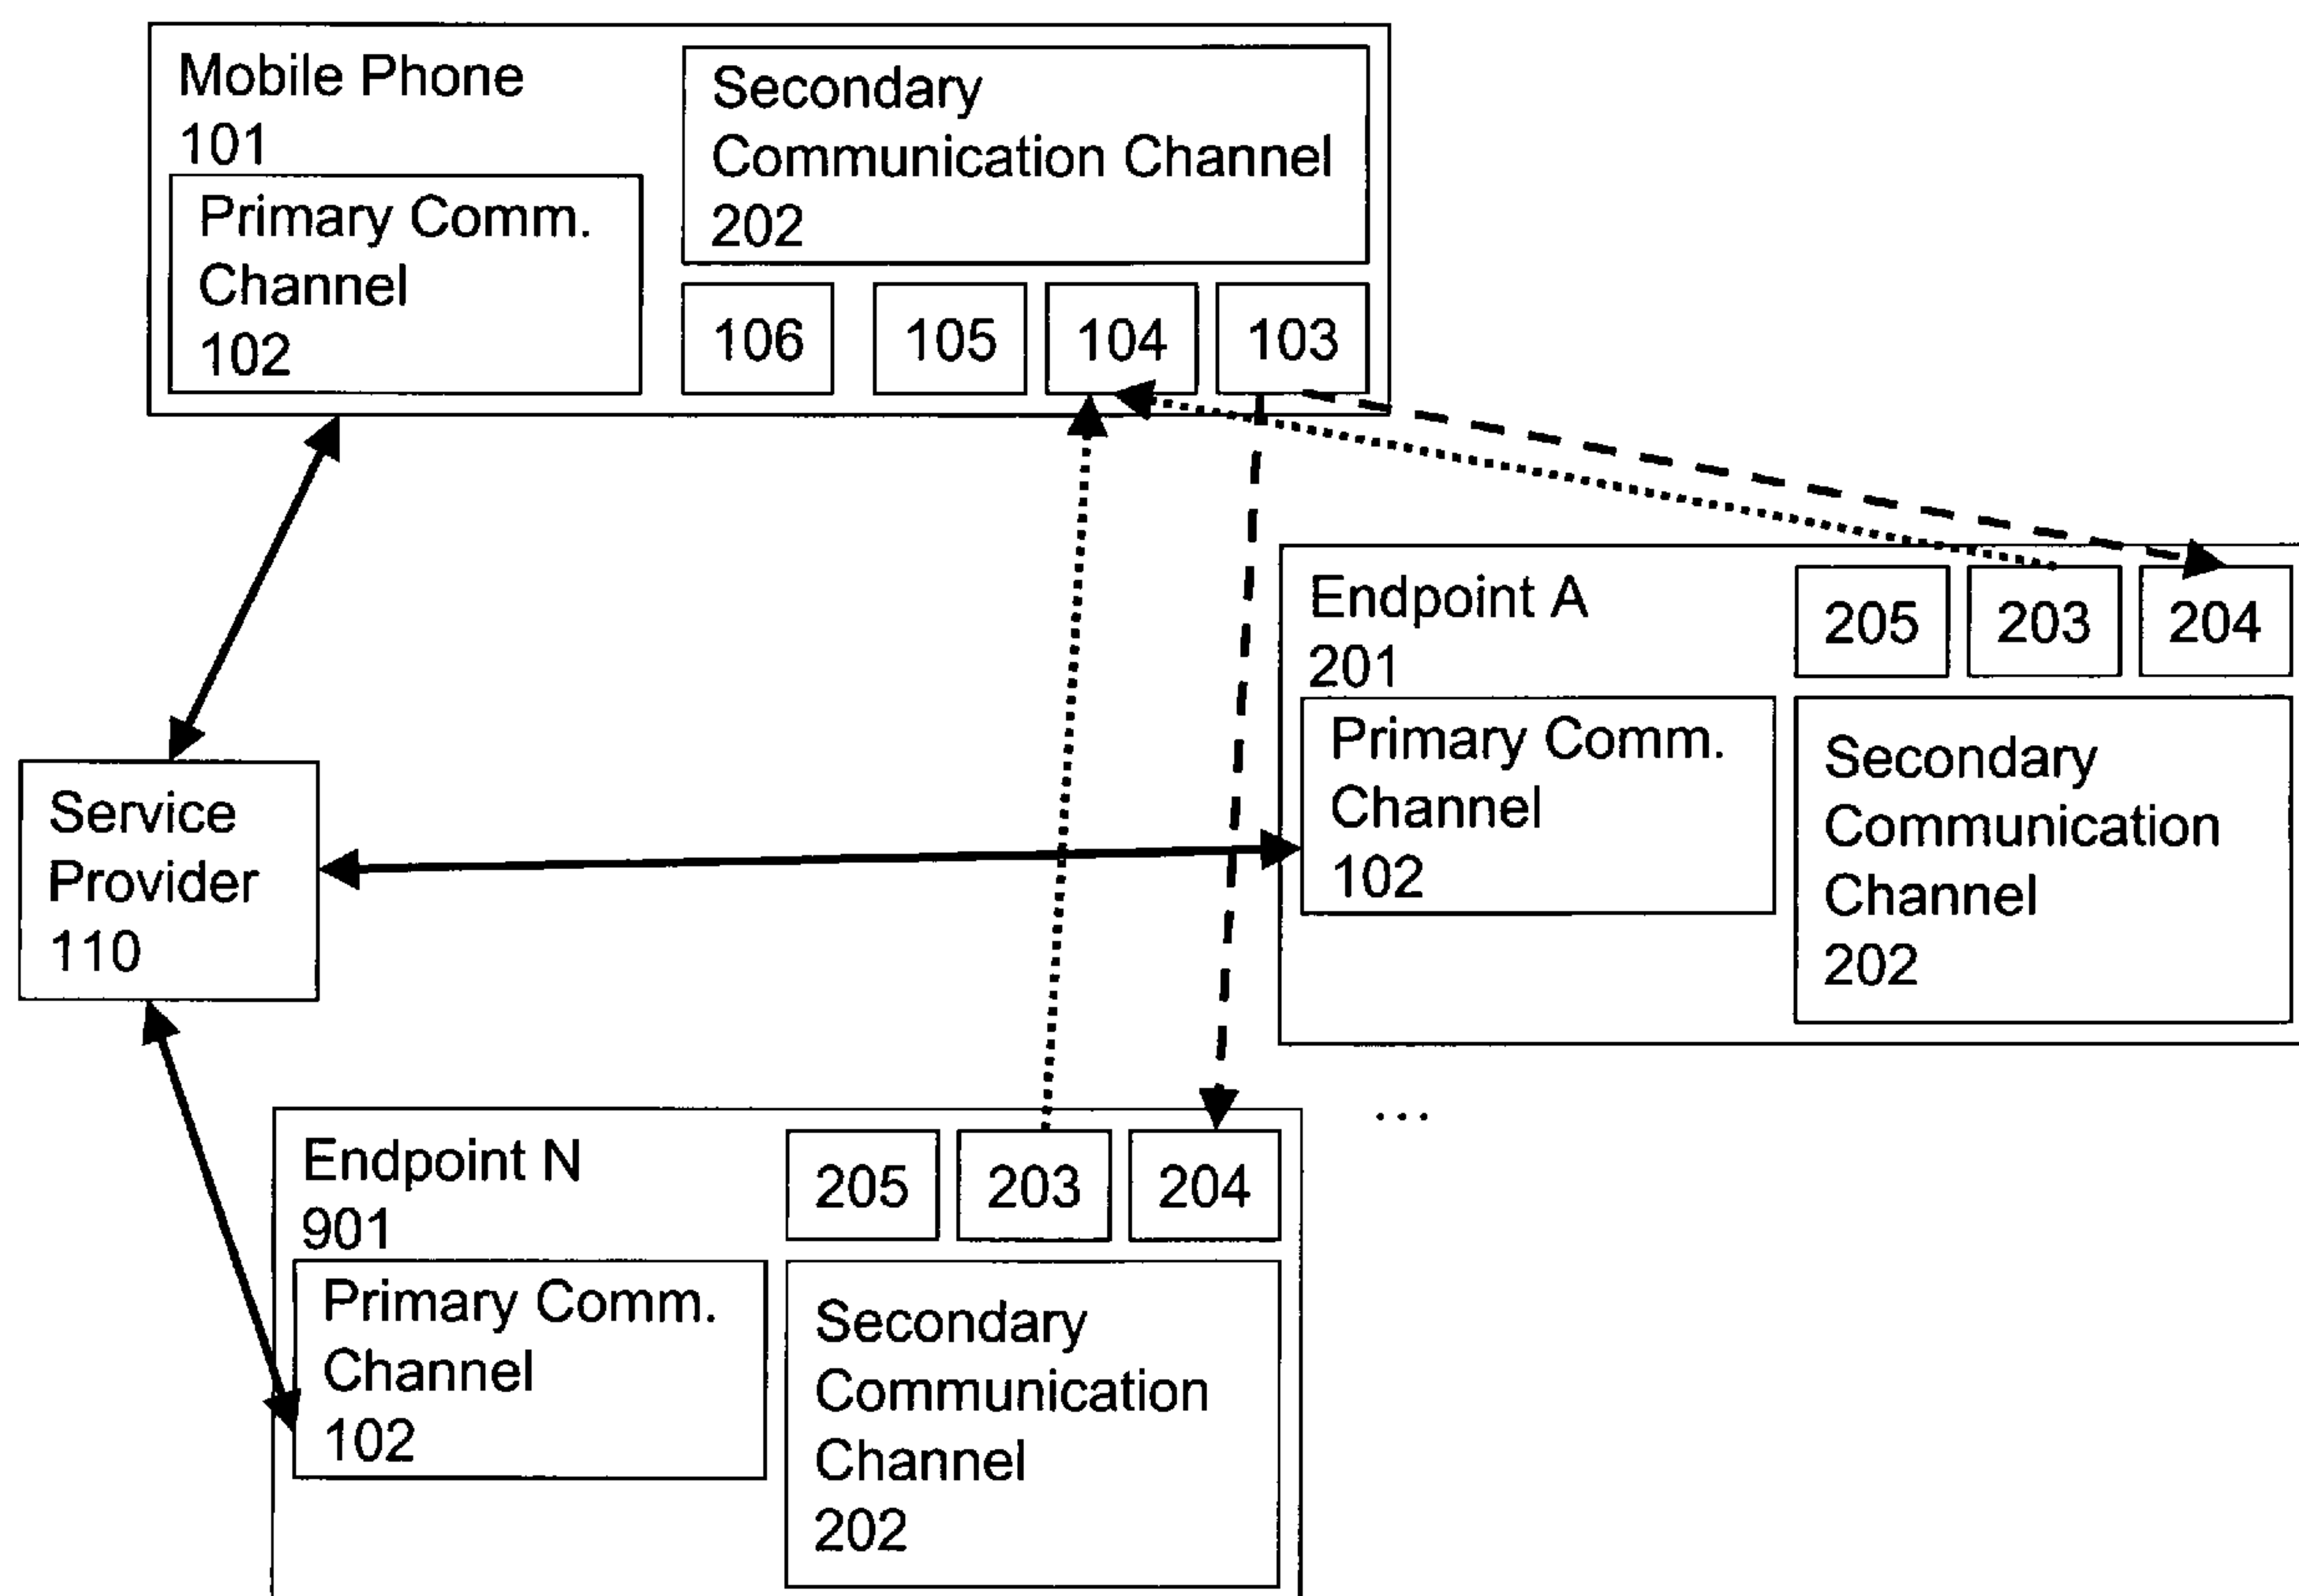 Mobile Phone
101
Primary Comm.
Channel
102
Secondary
Communication Channel
202
106
105
104
103
Endpoint A
201
205
203
204
Primary Comm.
Channel
102
Secondary
Communication
Channel
202
Service
Provider
110
...
Endpoint N
901
205
203
204
Primary Comm.
Channel
102
Secondary
Communication
Channel
202